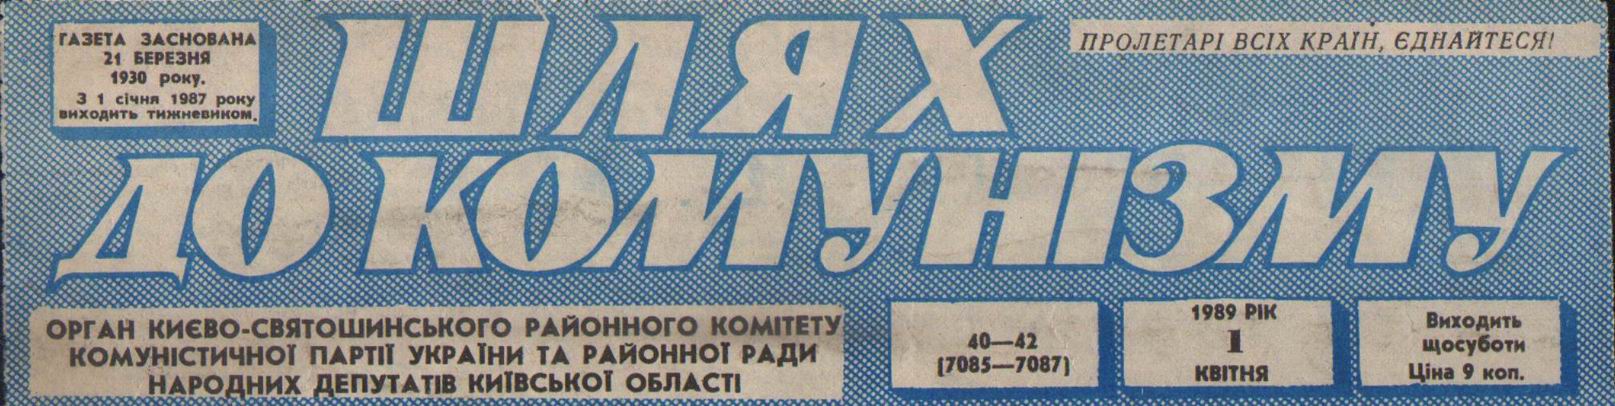 ГАЗЕТА ЗАСНОВАНА
21 БЕРЕЗНЯ
1930 року.
З 1 січня 1987 року
виходить тижневиком.
ПРОЛЕТАРІ ВСІХ КРАЇН, ЄДНАЙТЕСЯ!
ШЛЯХ
ДО КОМУНІЗМУ
ОРГАН КИЄВО-СВЯТОШИНСЬКОГО РАЙОННОГО КОМІТЕТУ
КОМУНІСТИЧНОЇ ПАРТІЇ УКРАЇНИ ТА РАЙОННОЇ РАДИ
НАРОДНИХ ДЕПУТАТІВ КИЇВСЬКОЇ ОБЛАСТІ
40—42
[7085—7087]
1989 РІК
1
КВІТНЯ
Виходить
щосуботи
Ціна 9 коп.